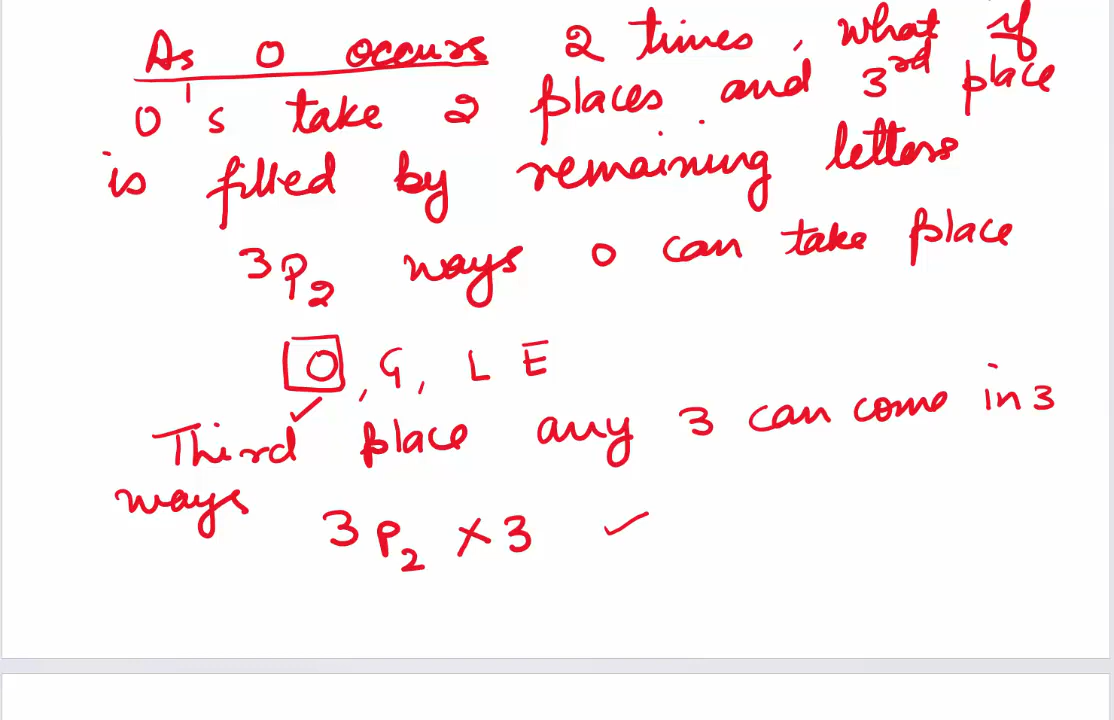 As O occurs 2 times, what if
O's take 2 places and 3rd place
is filled by remaining letters
3P2 ways O can take place
O, G, L E
Third place any 3 can come in 3
ways
3P2 × 3 ✓